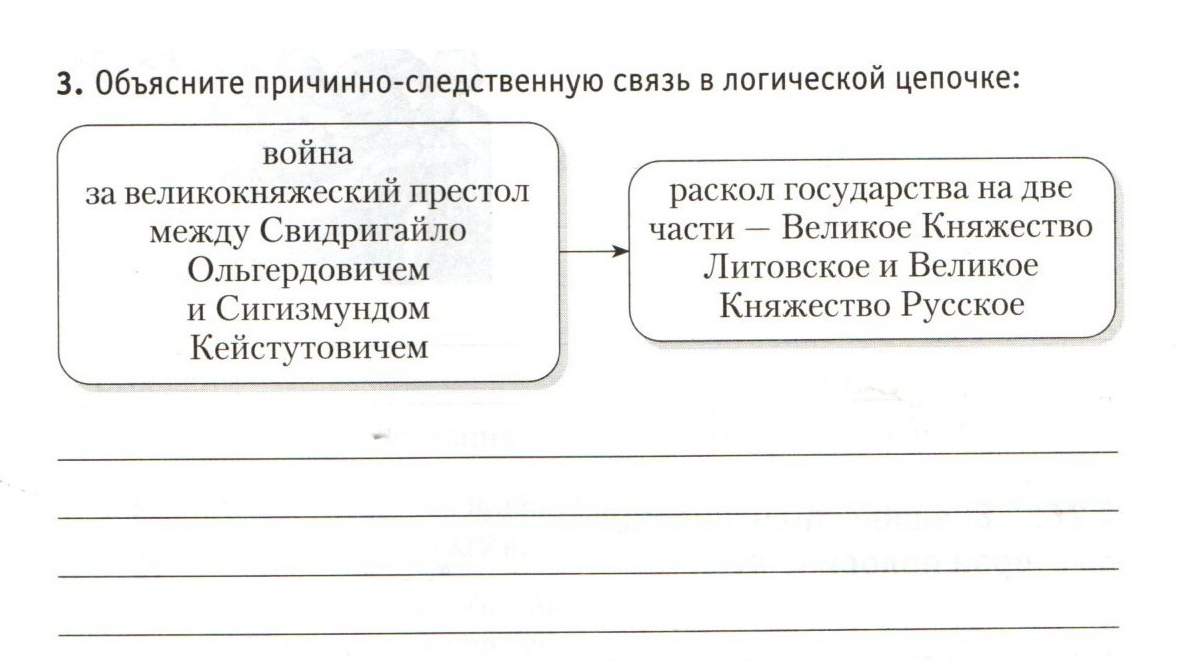 3. Объясните причинно-следственную связь в логической цепочке:
война
за великокняжеский престол
между Свидригайло
Ольгердовичем
и Сигизмундом
Кейстутовичем
раскол государства на две
части — Великое Княжество
Литовское и Великое
Княжество Русское